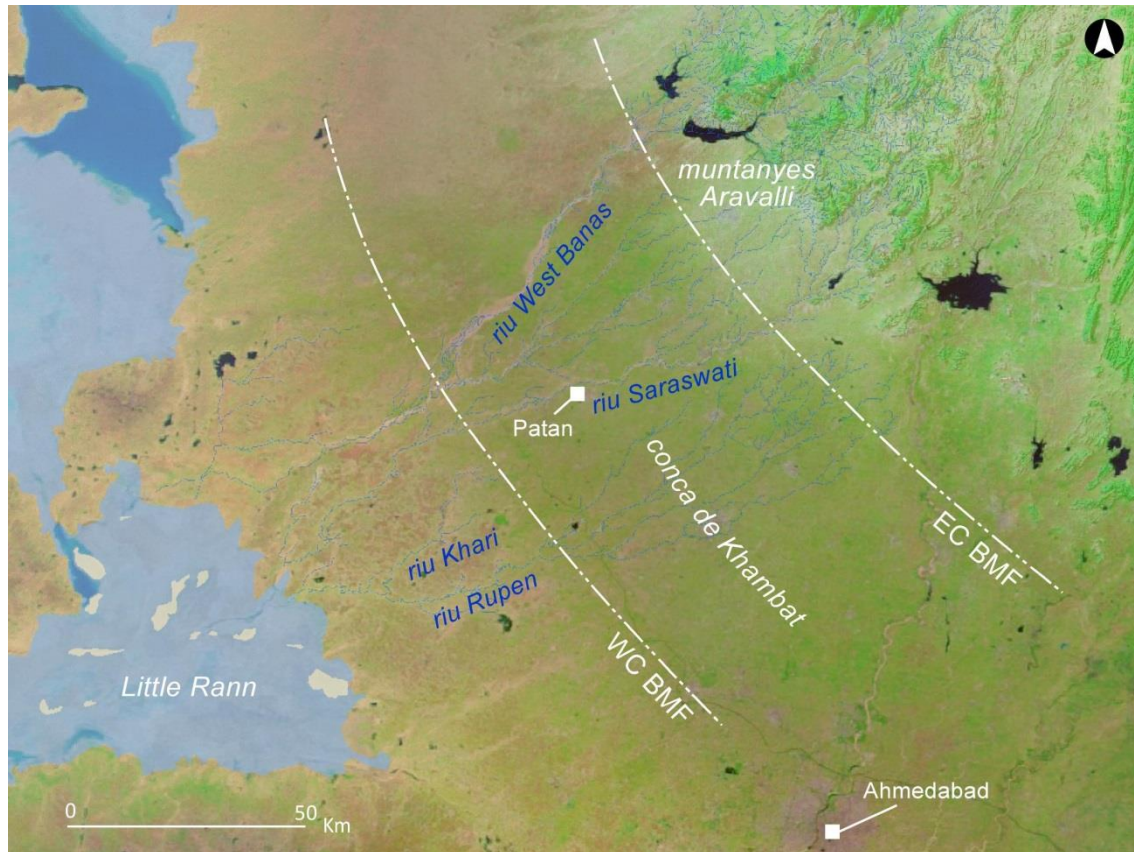 muntanyes
Aravalli
riu West Banas
riu Saraswati
Patan
conca de Khambat
EC BMF
riu Khari
riu Rupen
WC BMF
Little Rann
Ahmedabad
0 50 Km